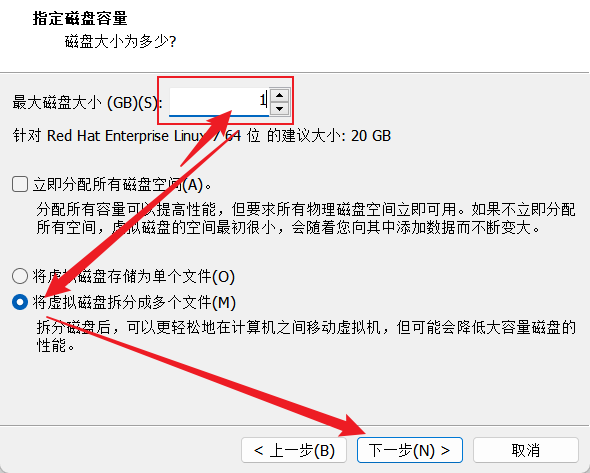 指定磁盘容量
磁盘大小为多少?
最大磁盘大小 (GB)(S): 1
针对 Red Hat Enterprise Linux 7 64 位 的建议大小: 20 GB
立即分配所有磁盘空间(A)。
分配所有容量可以提高性能，但要求所有物理磁盘空间立即可用。如果不立即分配
所有空间，虚拟磁盘的空间最初很小，会随着您向其中添加数据而不断变大。
将虚拟磁盘存储为单个文件(O)
将虚拟磁盘拆分成多个文件(M)
拆分磁盘后，可以更轻松地在计算机之间移动虚拟机，但可能会降低大容量磁盘的
性能。
< 上一步(B) 下一步(N) > 取消